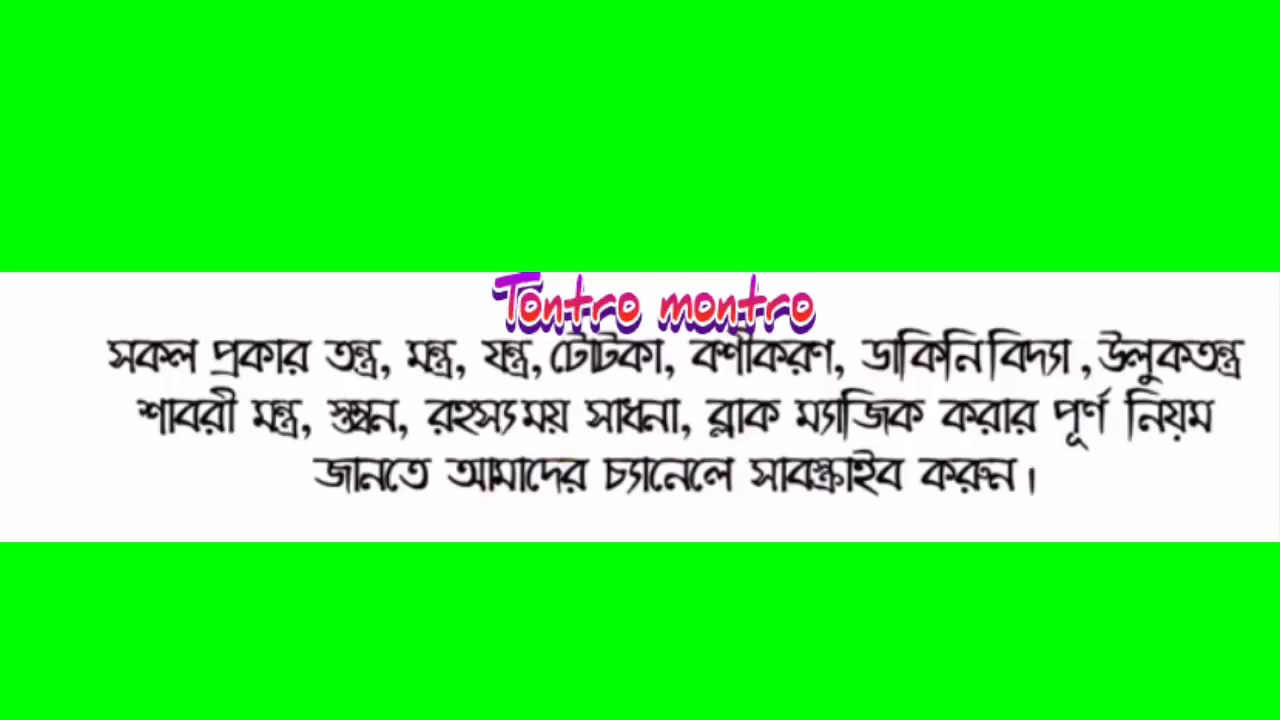 Tontro montro
সকল প্রকার তন্ত্র, মন্ত্র, যন্ত্র, টোটকা, বশীকরণ, ডাকিনি বিদ্যা, উলুকতন্ত্র
শাবরী মন্ত্র, স্তম্বন, রহস্যময় সাধনা, ব্লাক ম্যাজিক করার পূর্ণ নিয়ম
জানতে আমাদের চ্যানেলে সাবস্ক্রাইব করুন।